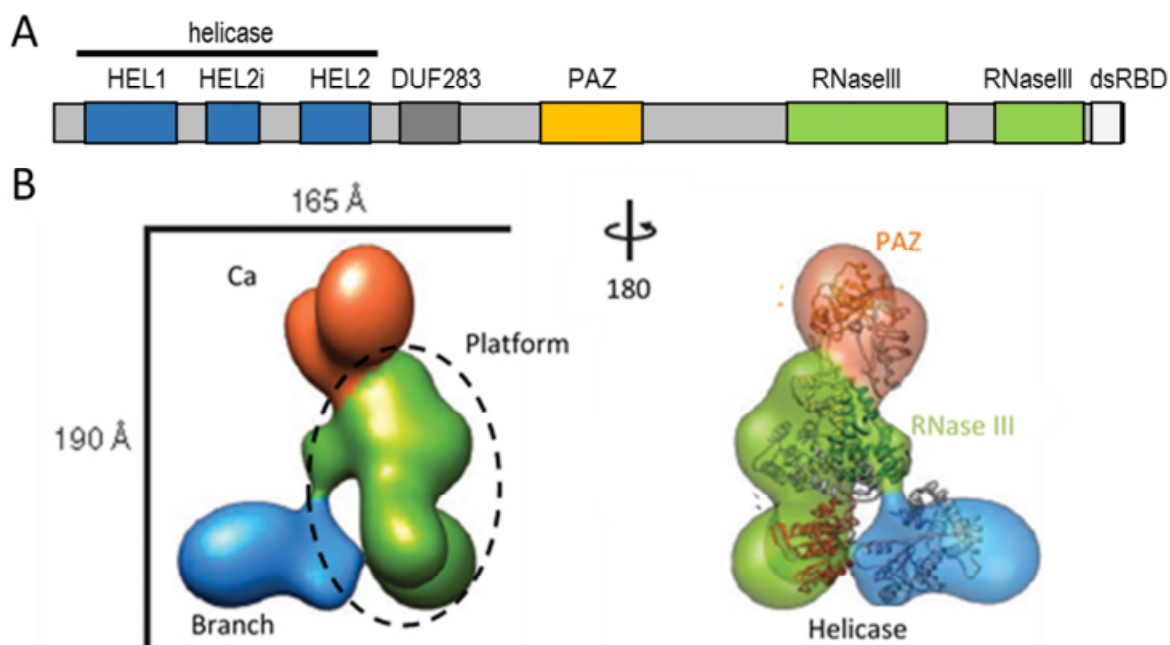 A
helicase
HEL1 HEL2i HEL2 DUF283 PAZ RNaseIII RNaseIII dsRBD
B
165 Å
190 Å
Ca
Platform
Branch
180
PAZ
RNase III
Helicase